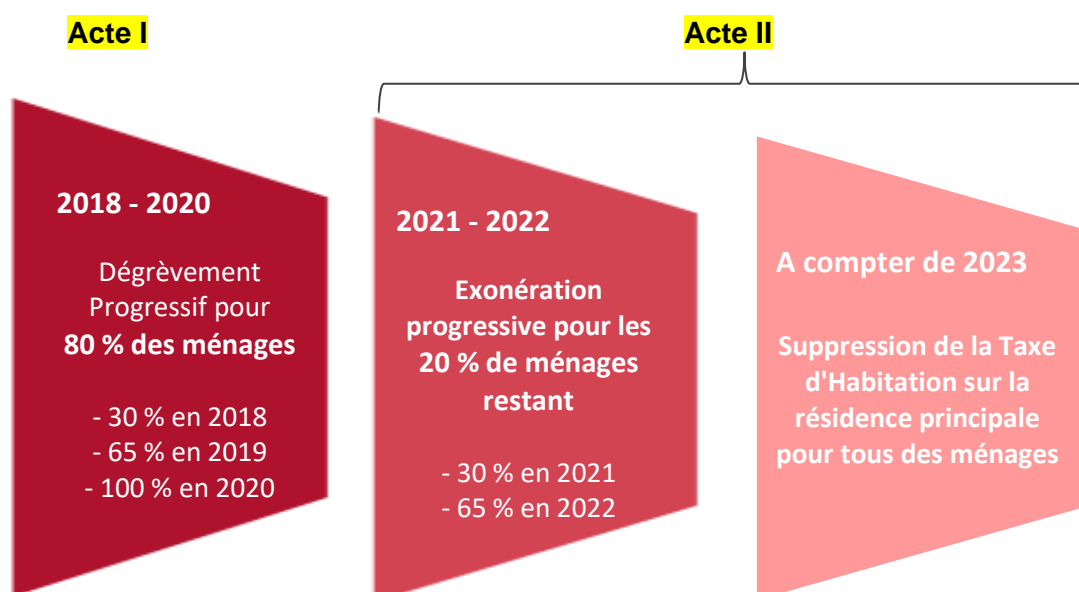 Acte I
Acte II
2018 - 2020
Dégrèvement
Progressif pour
80 % des ménages
- 30 % en 2018
- 65 % en 2019
- 100 % en 2020
2021 - 2022
Exonération
progressive pour les
20 % de ménages
restant
- 30 % en 2021
- 65 % en 2022
A compter de 2023
Suppression de la Taxe
d'Habitation sur la
résidence principale
pour tous des ménages